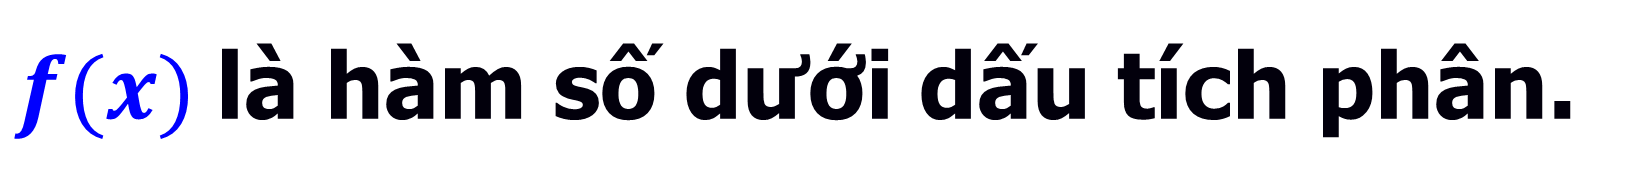 f(x) là hàm số dưới dấu tích phân.